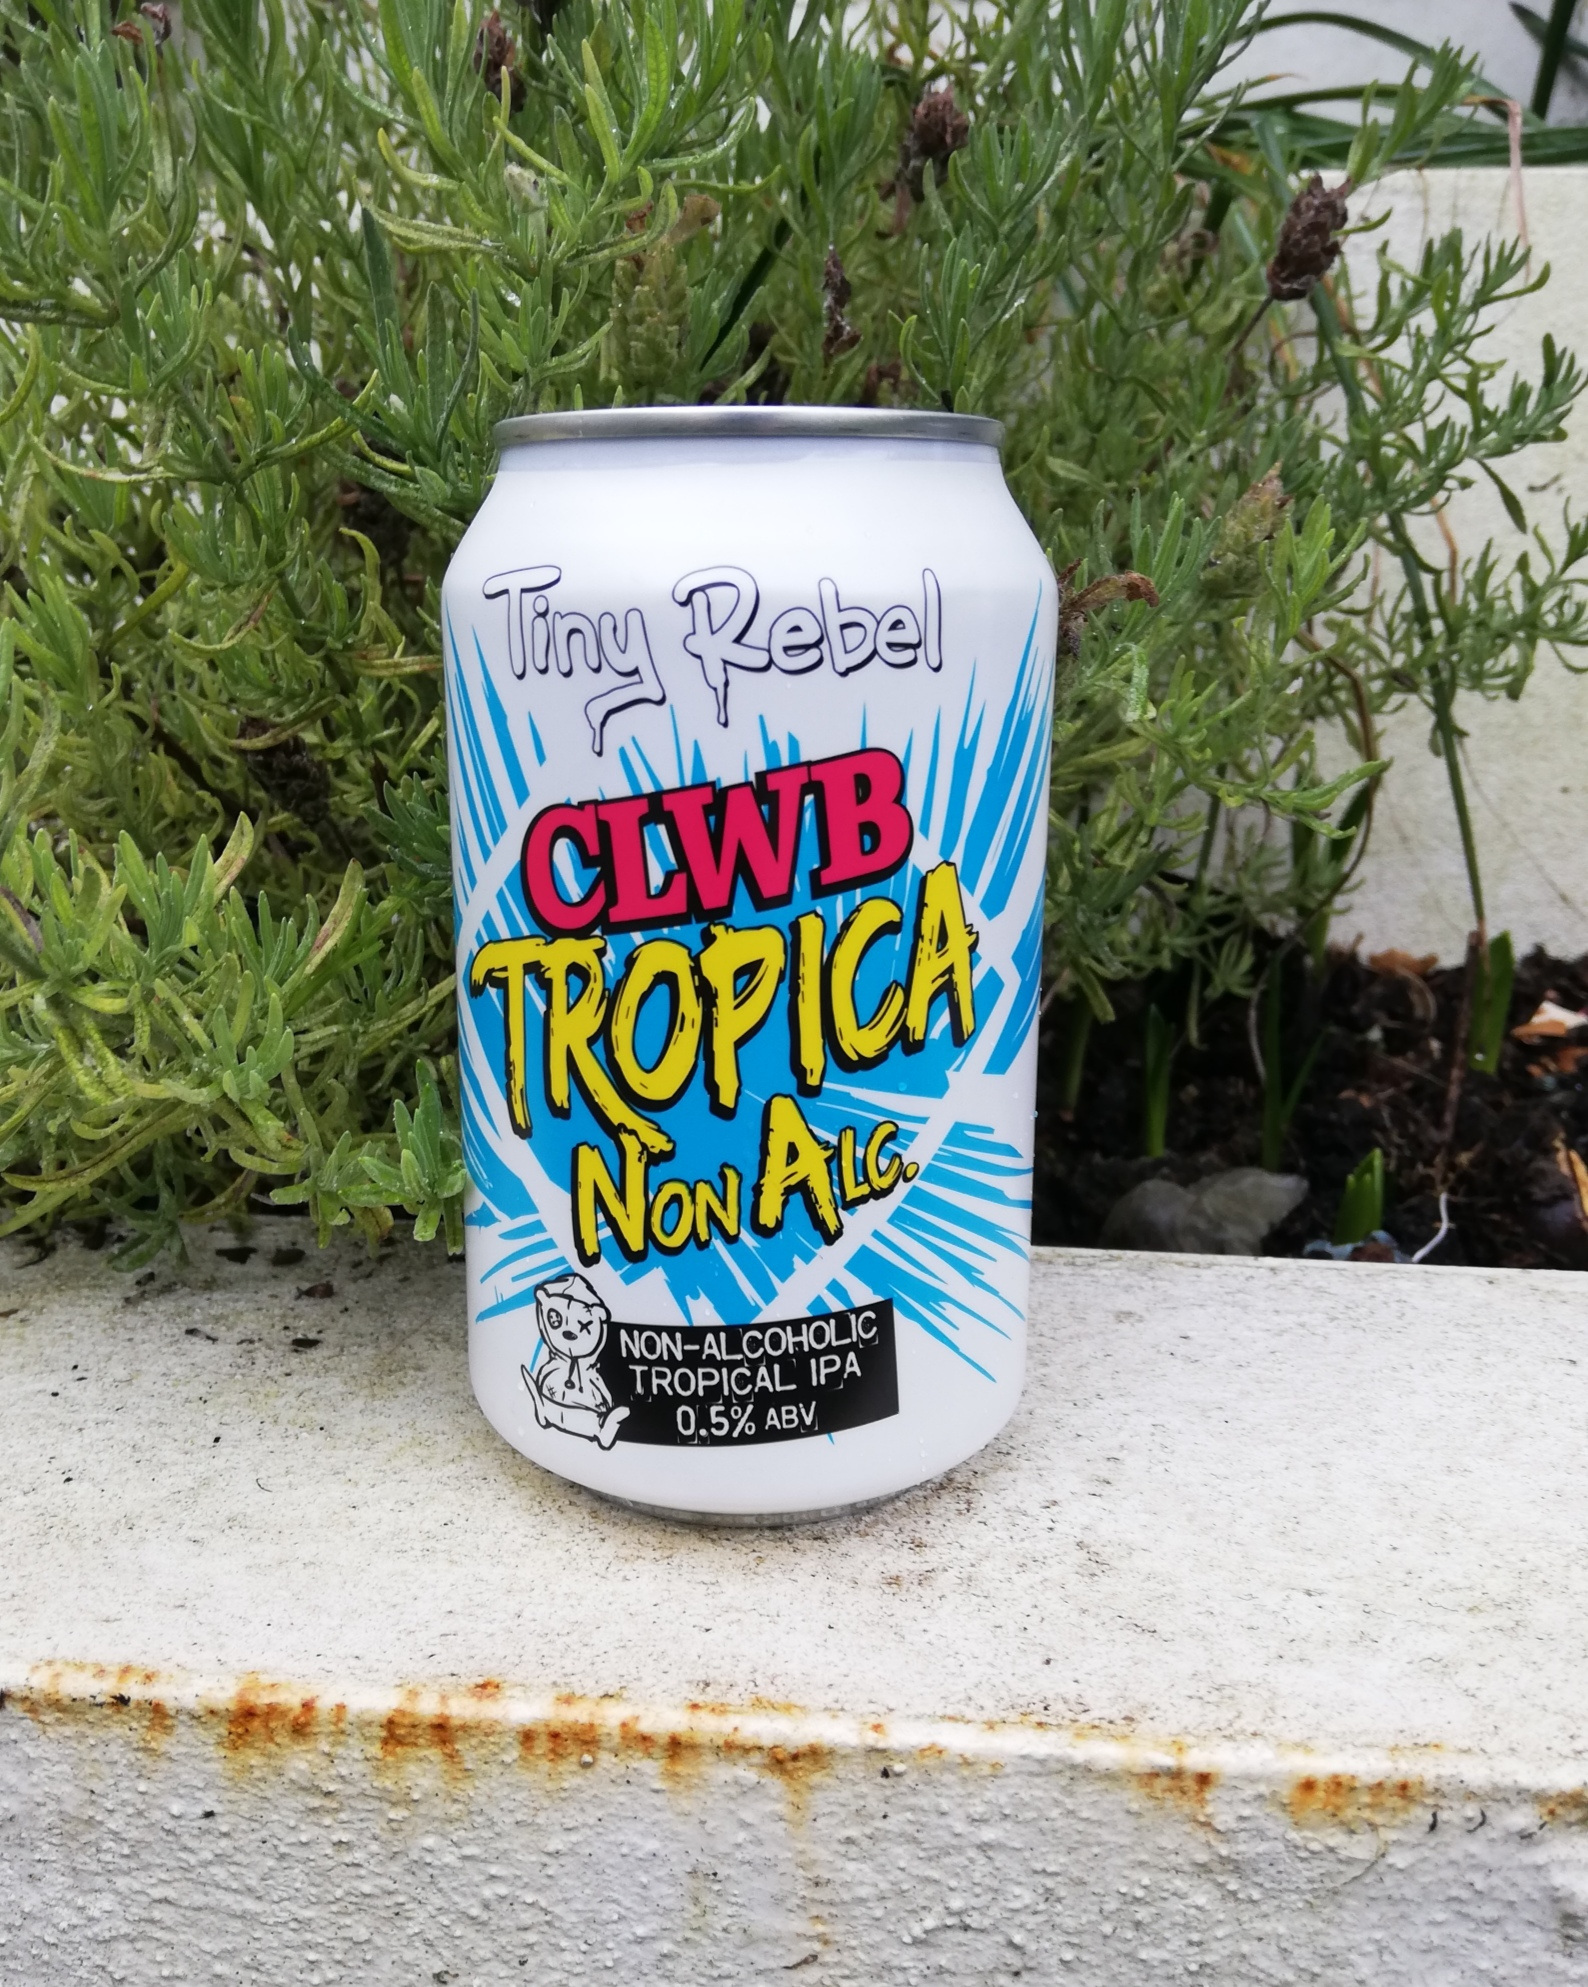 Tiny Rebel
CLWB
TROPICA
NON ALC.
NON-ALCOHOLIC
TROPICAL IPA
0.5% ABV